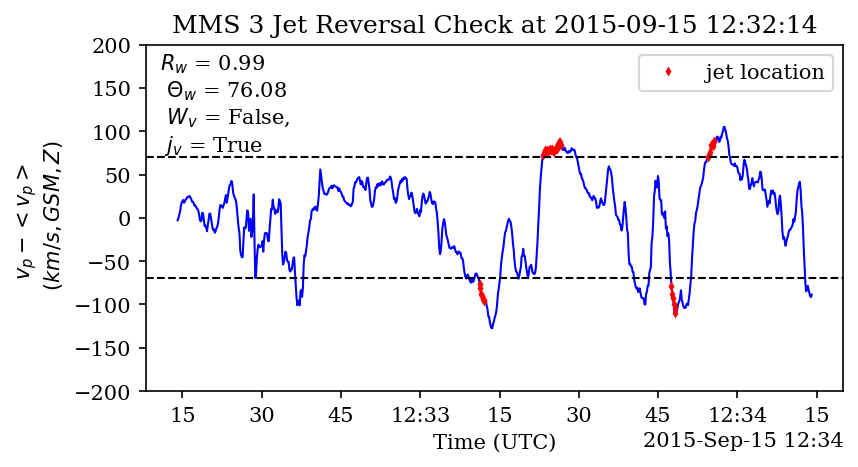 MMS 3 Jet Reversal Check at 2015-09-15 12:32:14
R_w = 0.99
Θ_w = 76.08
W_v = False,
j_v = True
jet location
200
150
100
50
0
−50
−100
−150
−200
v_p − <v_p>
(km/s, GSM, Z)
15 30 45 12:33 15 30 45 12:34 15
Time (UTC)
2015-Sep-15 12:34